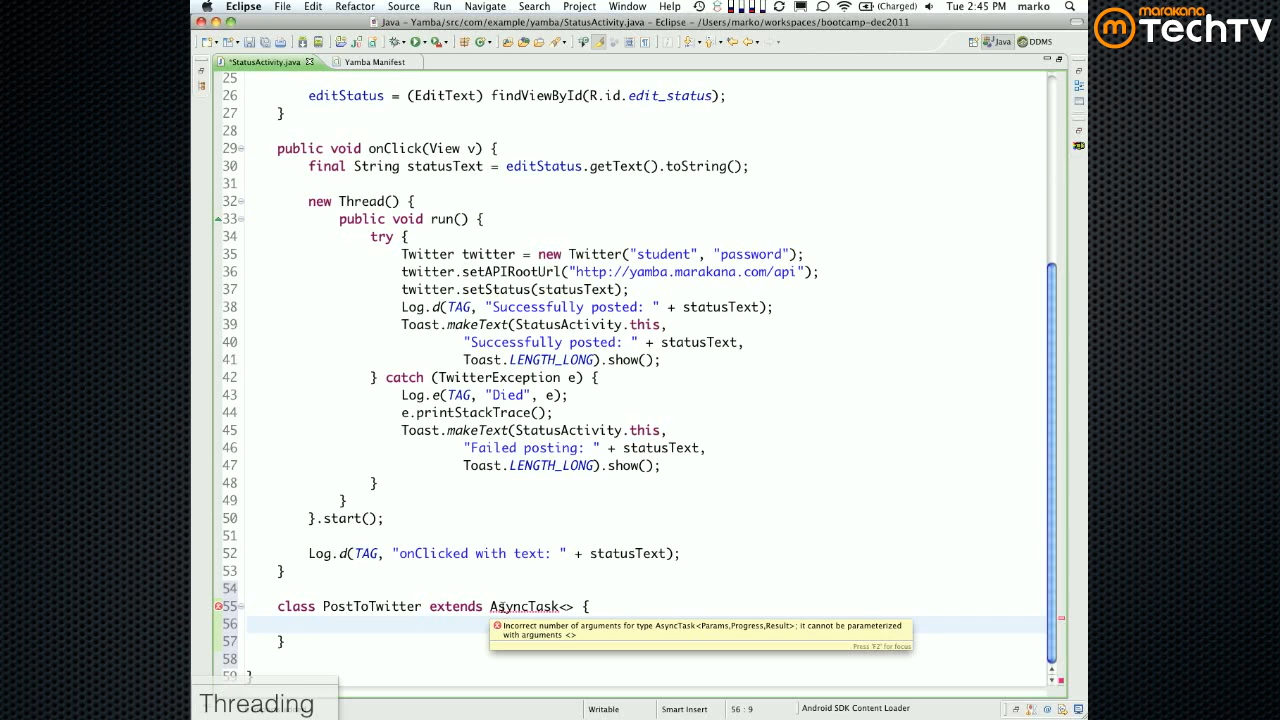 Eclipse File Edit Refactor Source Run Navigate Search Project Window Help (Charged) Tue 2:45 PM marko
Java - Yamba/src/com/example/yamba/StatusActivity.java - Eclipse - /Users/marko/workspaces/bootcamp-dec2011
marakana
TechTV
Java DDMS
*StatusActivity.java Yamba Manifest
25
26 editStatus = (EditText) findViewById(R.id.edit_status);
27 }
28
29 public void onClick(View v) {
30 final String statusText = editStatus.getText().toString();
31
32 new Thread() {
33 public void run() {
34 try {
35 Twitter twitter = new Twitter("student", "password");
36 twitter.setAPIRootUrl("http://yamba.marakana.com/api");
37 twitter.setStatus(statusText);
38 Log.d(TAG, "Successfully posted: " + statusText);
39 Toast.makeText(StatusActivity.this,
40 "Successfully posted: " + statusText,
41 Toast.LENGTH_LONG).show();
42 } catch (TwitterException e) {
43 Log.e(TAG, "Died", e);
44 e.printStackTrace();
45 Toast.makeText(StatusActivity.this,
46 "Failed posting: " + statusText,
47 Toast.LENGTH_LONG).show();
48 }
49 }
50 }.start();
51
52 Log.d(TAG, "onClicked with text: " + statusText);
53 }
54
55 class PostToTwitter extends AsyncTask<> {
56
Incorrect number of arguments for type AsyncTask<Params,Progress,Result>; it cannot be parameterized
with arguments <>
57 }
Press 'F2' for focus
58
59 }
Threading
Writable Smart Insert 56 : 9 Android SDK Content Loader